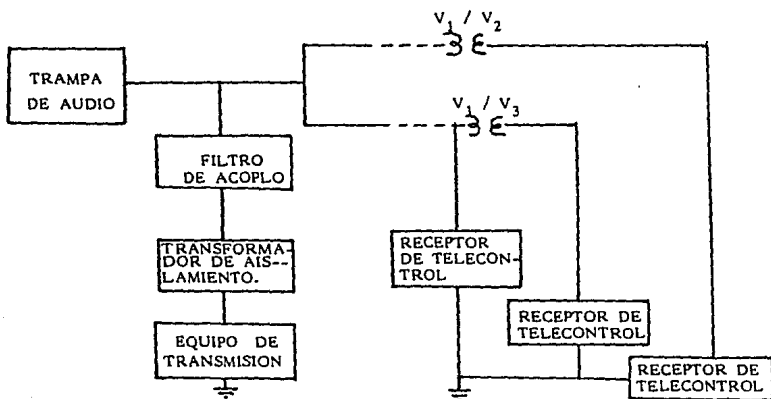 V1 / V2
TRAMPA
DE AUDIO
V1 / V3
FILTRO
DE ACOPLO
TRANSFORMA-
DOR DE AIS--
LAMIENTO.
EQUIPO DE
TRANSMISION
RECEPTOR
DE TELECON-
TROL
RECEPTOR DE
TELECONTROL
RECEPTOR DE
TELECONTROL